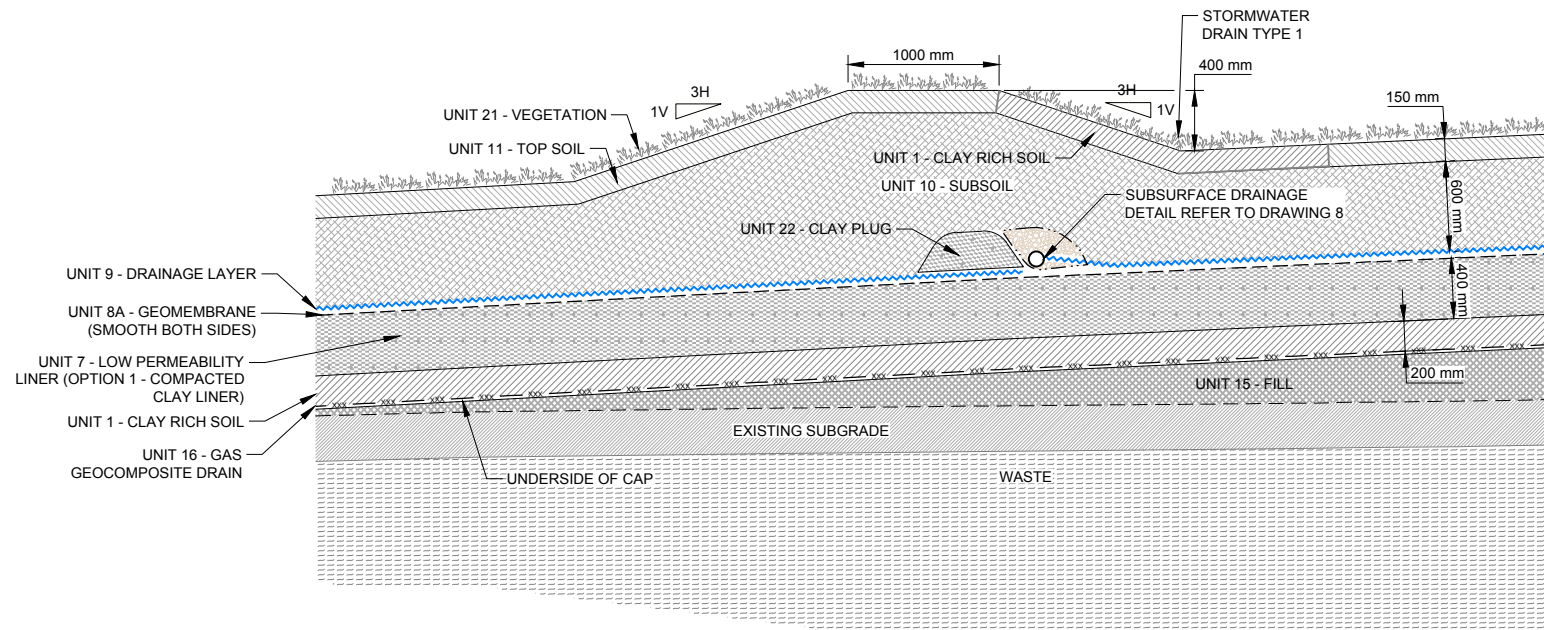 STORMWATER
DRAIN TYPE 1
1000 mm
400 mm
3H
1V
3H
1V
150 mm
UNIT 21 - VEGETATION
UNIT 11 - TOP SOIL
UNIT 1 - CLAY RICH SOIL
UNIT 10 - SUBSOIL
SUBSURFACE DRAINAGE
DETAIL REFER TO DRAWING 8
600 mm
UNIT 22 - CLAY PLUG
UNIT 9 - DRAINAGE LAYER
400 mm
UNIT 8A - GEOMEMBRANE
(SMOOTH BOTH SIDES)
UNIT 7 - LOW PERMEABILITY
LINER (OPTION 1 - COMPACTED
CLAY LINER)
200 mm
UNIT 15 - FILL
UNIT 1 - CLAY RICH SOIL
EXISTING SUBGRADE
UNIT 16 - GAS
GEOCOMPOSITE DRAIN
UNDERSIDE OF CAP
WASTE